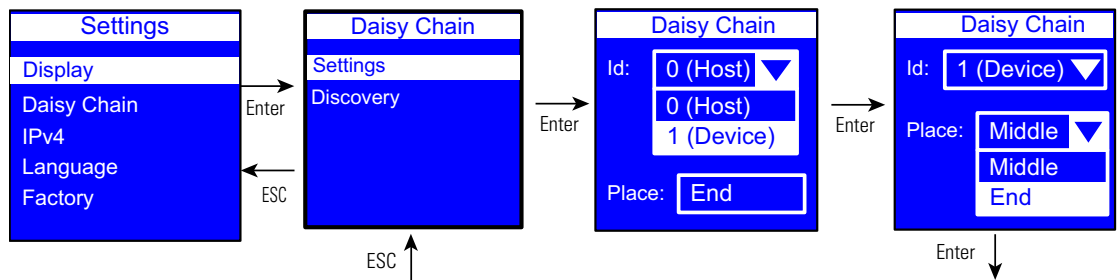 Settings
Display
Daisy Chain
IPv4
Language
Factory
Enter
ESC
Daisy Chain
Settings
Discovery
ESC
Enter
Daisy Chain
Id: 0 (Host)
0 (Host)
1 (Device)
Place: End
Enter
Daisy Chain
Id: 1 (Device)
Place: Middle
Middle
End
Enter